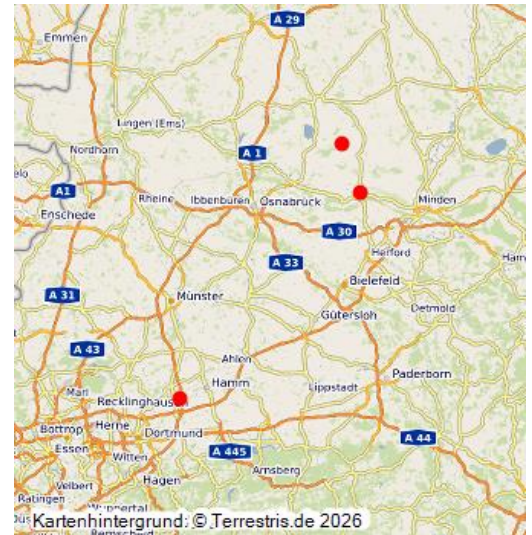 Emmen
A 29
Lingen (Ems)
Nordhorn
A 1
A1
Rheine
Ibbenbüren
Osnabrück
Minden
Enschede
A 30
Herford
A 33
Bielefeld
A 31
Münster
Detmold
Gütersloh
A 43
Ahlen
Paderborn
Hamm
Lippstadt
Marl
Recklinghau
Bottrop
Herne
Dortmund
A 44
Essen
Witten
A 445
Arnsberg
Velbert
Hagen
Ratingen
Wuppertal
Kartenhintergrund: © Terrestris.de 2026